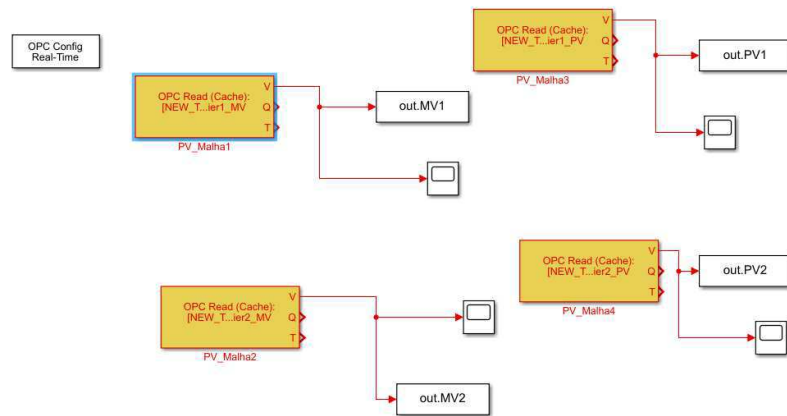 OPC Config
Real-Time
V
OPC Read (Cache):
[NEW_T...ier1_MV
Q
T
PV_Malha1
out.MV1
V
OPC Read (Cache):
[NEW_T...ier1_PV
Q
T
PV_Malha3
out.PV1
V
OPC Read (Cache):
[NEW_T...ier2_MV
Q
T
PV_Malha2
out.MV2
V
OPC Read (Cache):
[NEW_T...ier2_PV
Q
T
PV_Malha4
out.PV2